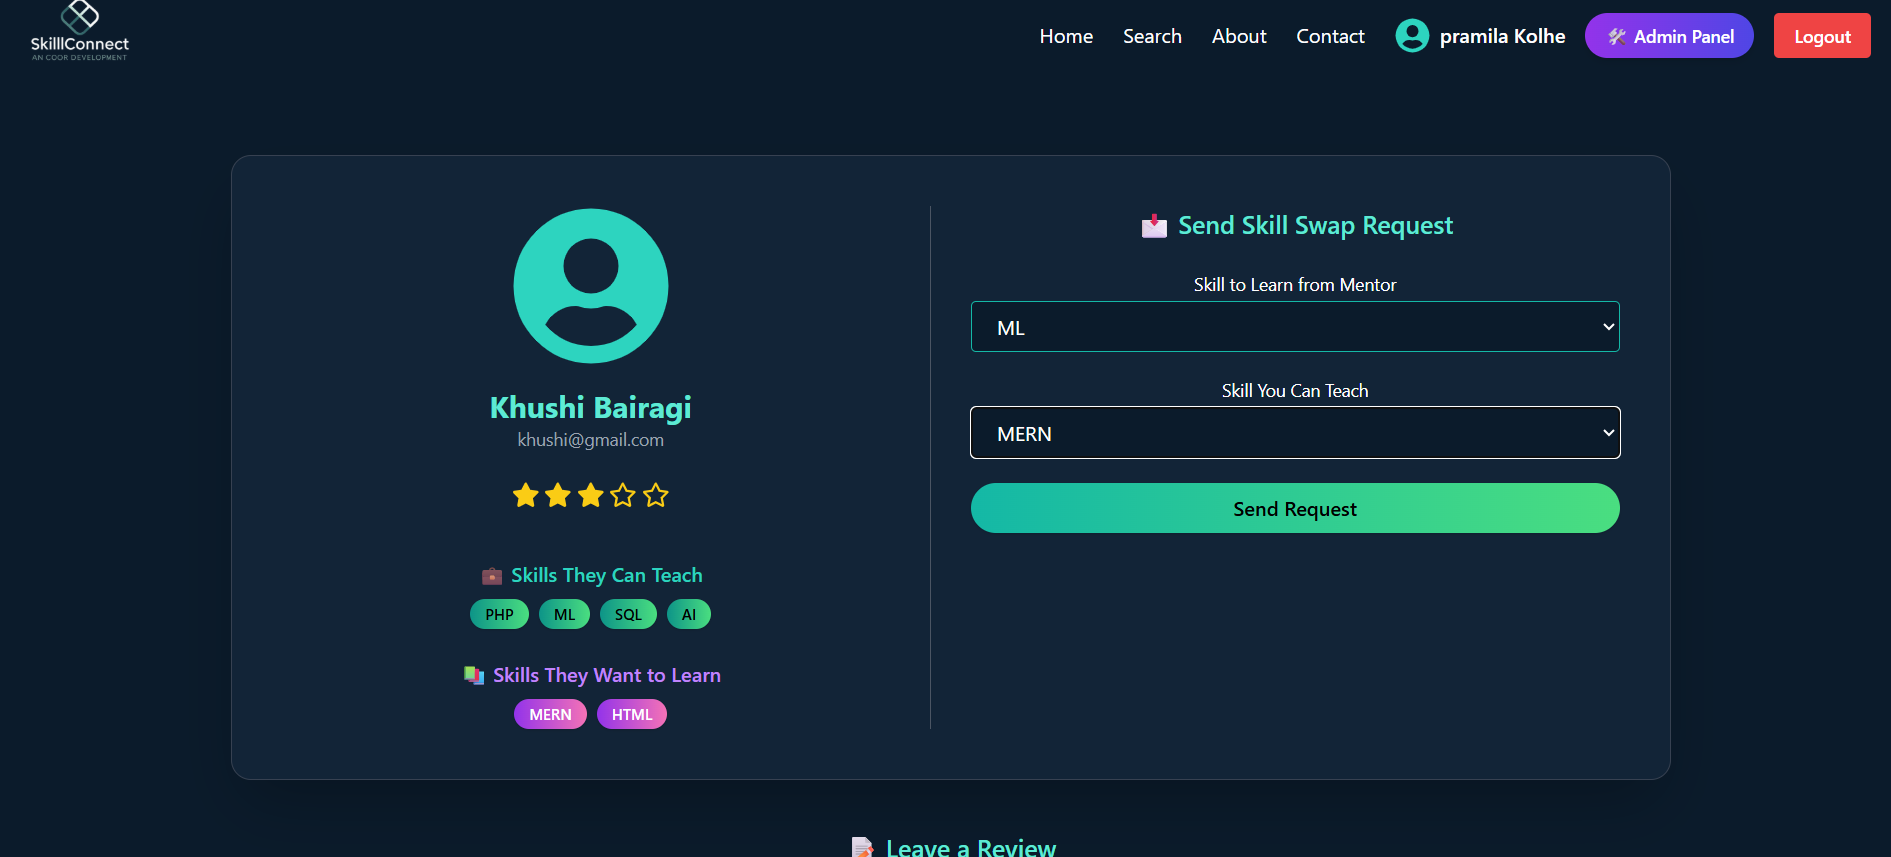 SkilllConnect
AN COOR DEVELOPMENT
Home Search About Contact pramila Kolhe Admin Panel Logout
Khushi Bairagi
khushi@gmail.com
Skills They Can Teach
PHP ML SQL AI
Skills They Want to Learn
MERN HTML
Send Skill Swap Request
Skill to Learn from Mentor
ML
Skill You Can Teach
MERN
Send Request
Leave a Review